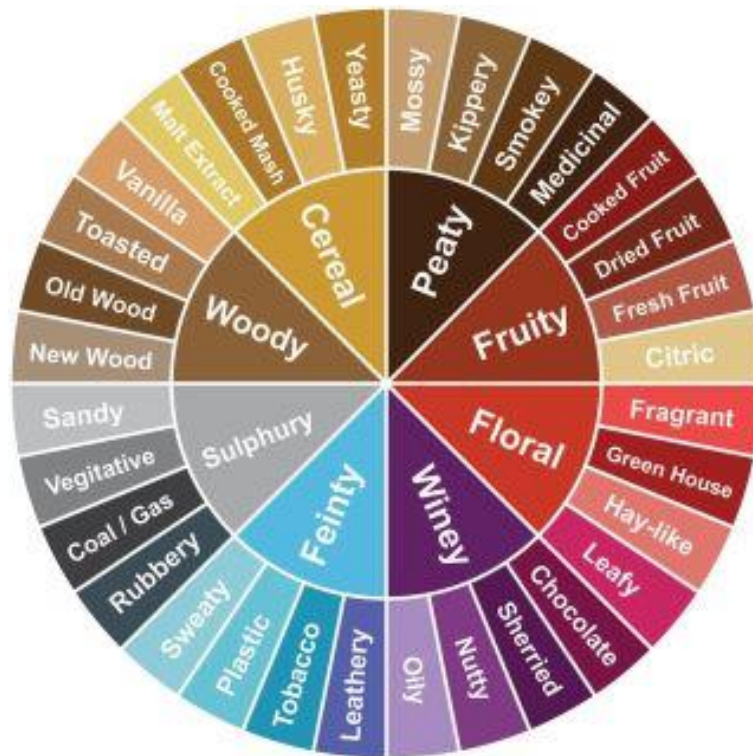 Peaty
Mossy
Kippery
Smokey
Medicinal
Fruity
Cooked Fruit
Dried Fruit
Fresh Fruit
Citric
Floral
Fragrant
Green House
Hay-like
Leafy
Winey
Chocolate
Sherried
Nutty
Oily
Feinty
Leathery
Tobacco
Plastic
Sweaty
Sulphury
Rubbery
Coal / Gas
Vegitative
Sandy
Woody
New Wood
Old Wood
Toasted
Vanilla
Cereal
Malt Extract
Cooked Mash
Husky
Yeasty